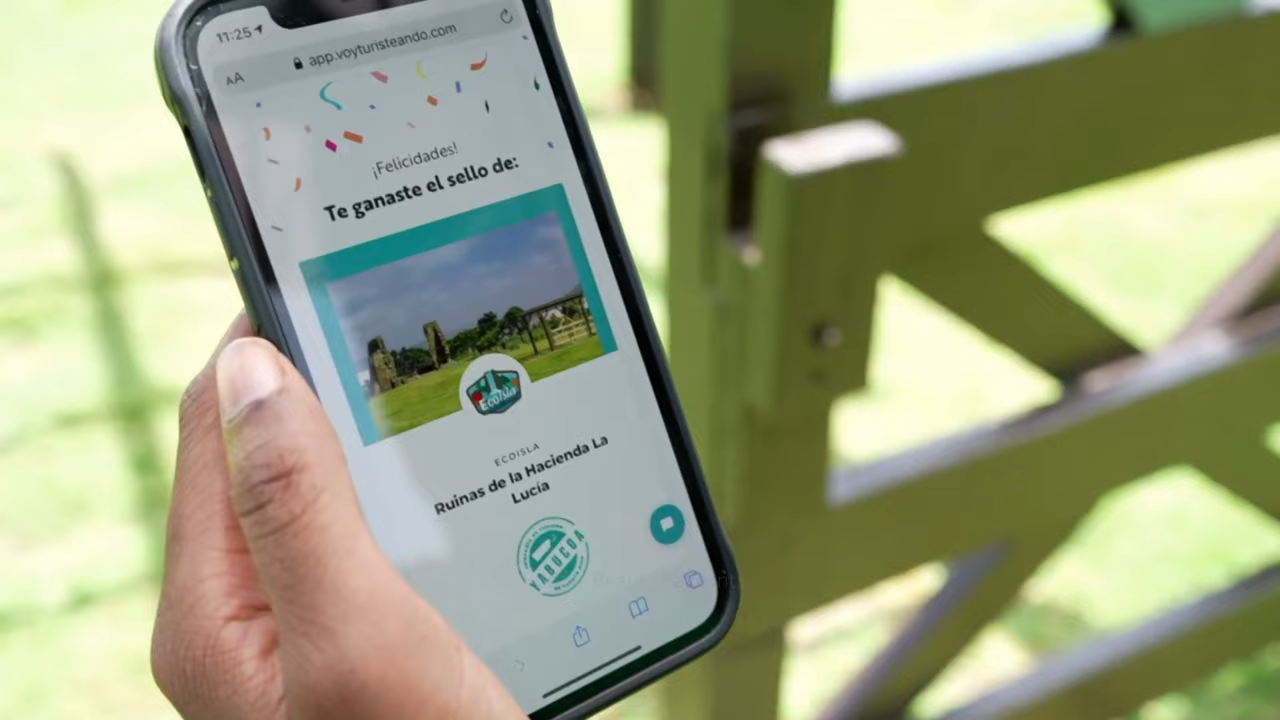 11:25
AA
app.voyturisteando.com
¡Felicidades!
Te ganaste el sello de:
EcoIsla
ECOISLA
Ruinas de la Hacienda La
Lucía
YABUCOA